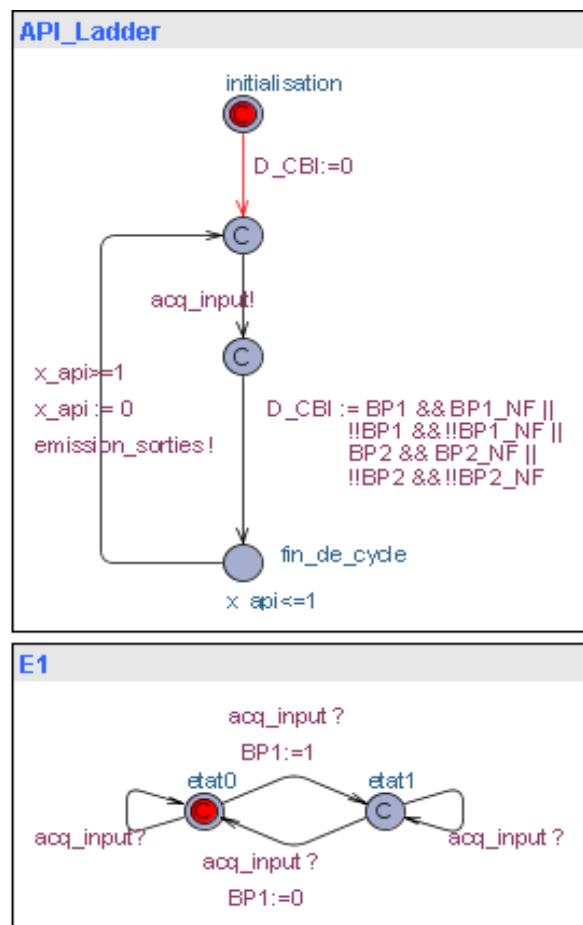 API_Ladder
initialisation
C
D_CBI:=0
C
acq_input!
C
x_api>=1
x_api := 0
emission_sorties !
D_CBI := BP1 && BP1_NF ||
!!BP1 && !!BP1_NF ||
BP2 && BP2_NF ||
!!BP2 && !!BP2_NF
fin_de_cycle
x_api<=1
E1
acq_input ?
BP1:=1
etat0
etat1
C
C
acq_input?
acq_input ?
acq_input ?
BP1:=0